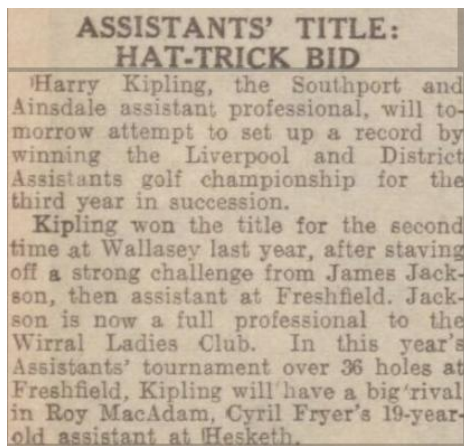 ASSISTANTS' TITLE:
HAT-TRICK BID
Harry Kipling, the Southport and
Ainsdale assistant professional, will to-
morrow attempt to set up a record by
winning the Liverpool and District
Assistants golf championship for the
third year in succession.
Kipling won the title for the second
time at Wallasey last year, after staving
off a strong challenge from James Jack-
son, then assistant at Freshfield. Jack-
son is now a full professional to the
Wirral Ladies Club. In this year's
Assistants' tournament over 36 holes at
Freshfield, Kipling will have a big rival
in Roy MacAdam, Cyril Fryer's 19-year-
old assistant at Hesketh.